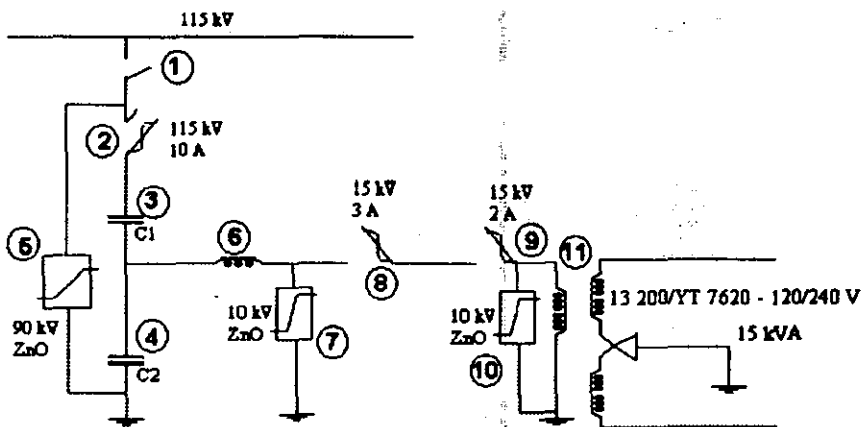 115 kV
1
2
115 kV
10 A
3
C1
15 kV
3 A
15 kV
2 A
5
6
9
11
8
13 200/YT 7620 - 120/240 V
15 kVA
90 kV
ZnO
4
C2
10 kV
ZnO
7
10 kV
ZnO
10